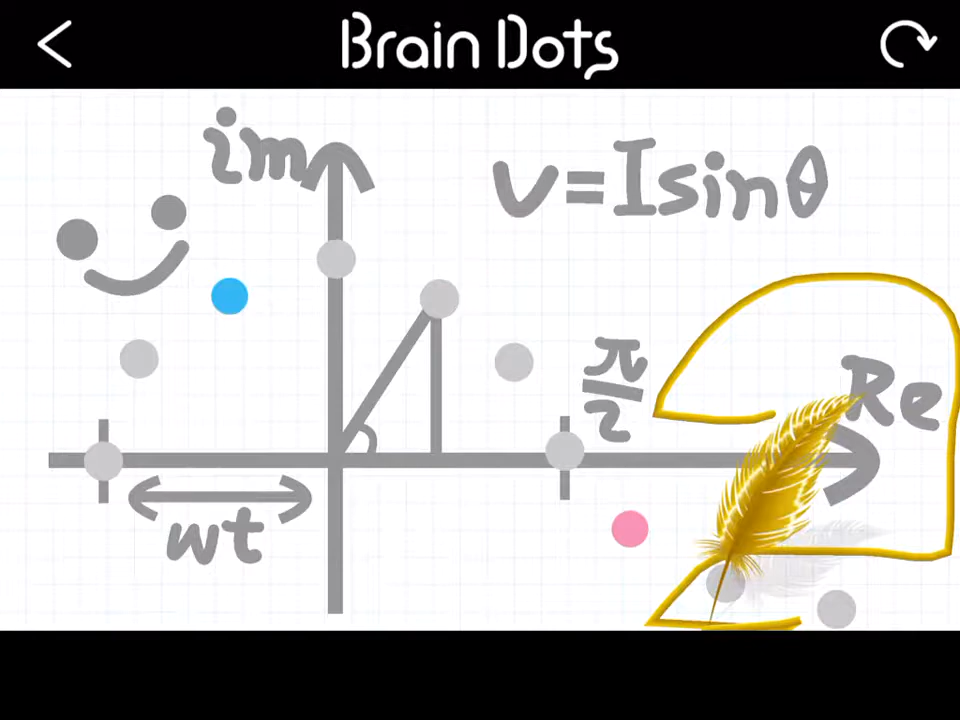 Brain Dots
im
v=Isinθ
π/2
Re
wt